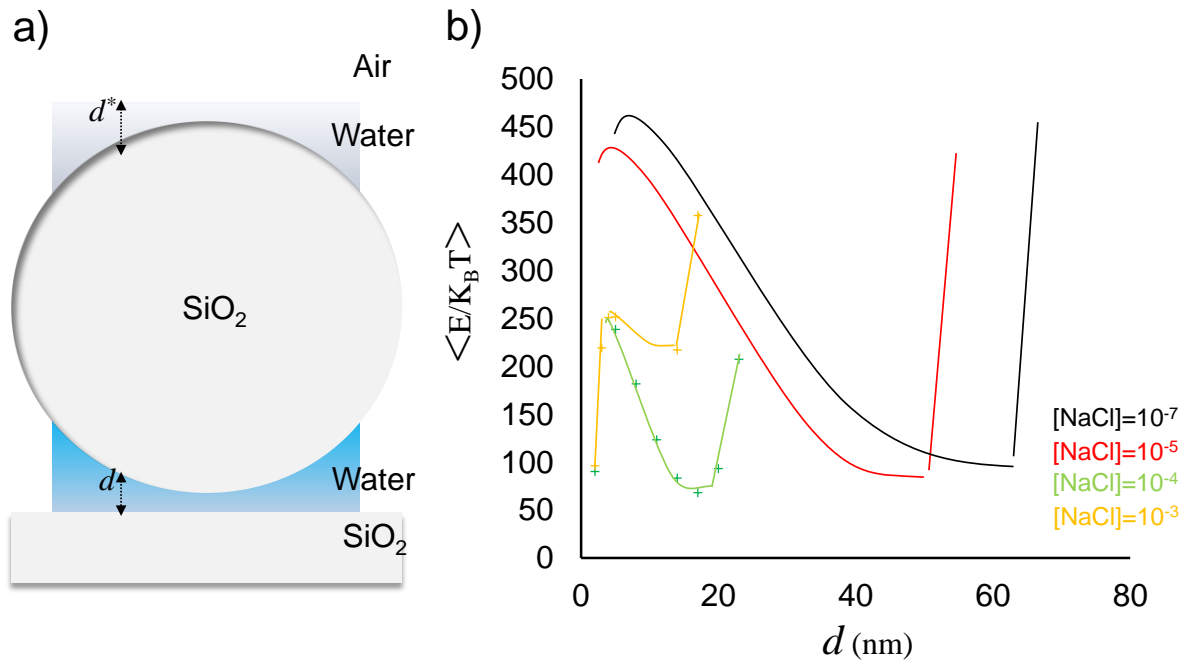 a)
Air
d*
Water
SiO₂
d
Water
SiO₂
b)
<E/K_BT>
500
450
400
350
300
250
200
150
100
50
0
0 20 40 60 80
d (nm)
[NaCl]=10⁻⁷
[NaCl]=10⁻⁵
[NaCl]=10⁻⁴
[NaCl]=10⁻³